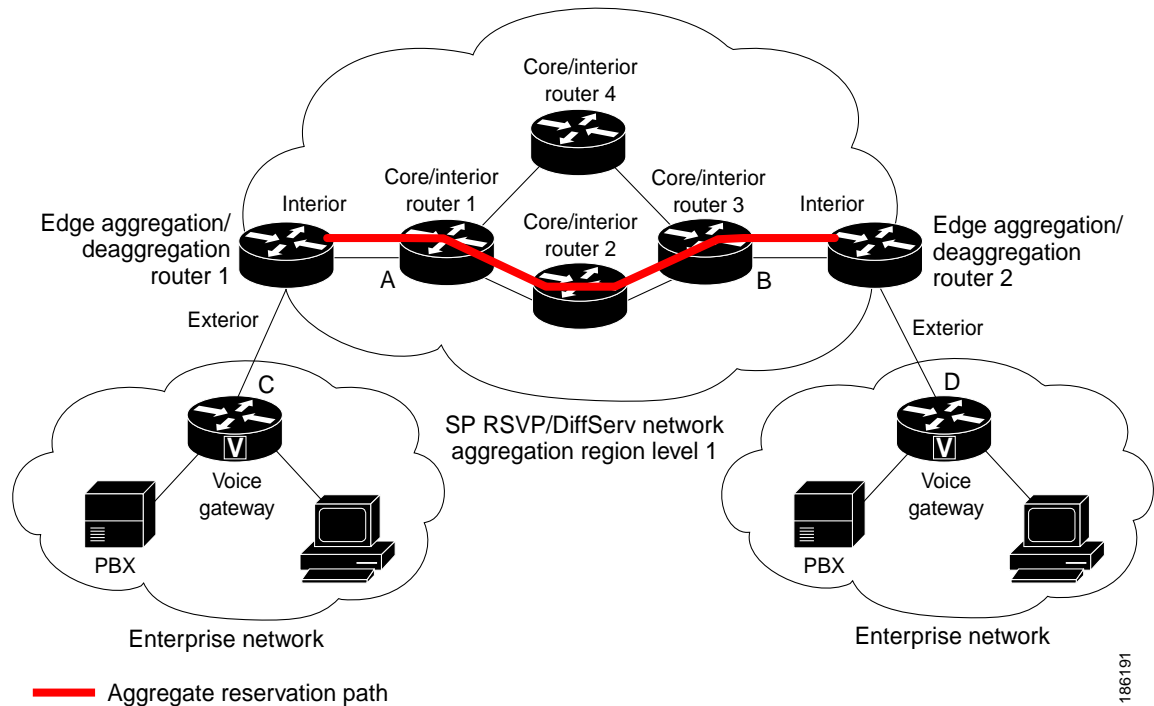 Core/interior
router 4
Core/interior
router 1
Core/interior
router 3
Interior
Interior
Core/interior
router 2
Edge aggregation/
deaggregation
router 1
Edge aggregation/
deaggregation
router 2
A
B
Exterior
Exterior
C
D
SP RSVP/DiffServ network
aggregation region level 1
V
Voice
gateway
PBX
V
Voice
gateway
PBX
Enterprise network
Enterprise network
Aggregate reservation path
186191